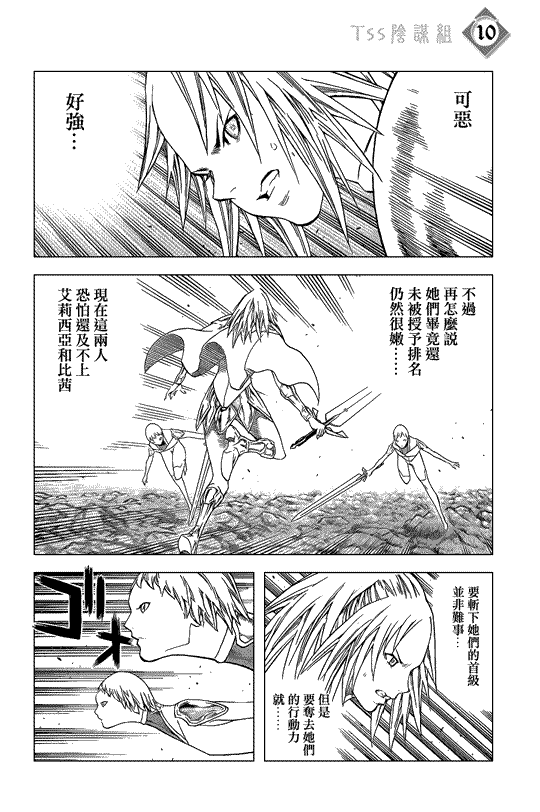 Tss陰謀組
10
可惡
好強…
不過
再怎麼說
她們畢竟還
未被授予排名
仍然很嫩……
現在這兩人
恐怕還及不上
艾莉西亞和比茜
要斬下她們的首級
並非難事…
但是
要奪去她們
的行動力
就……
ゴォ